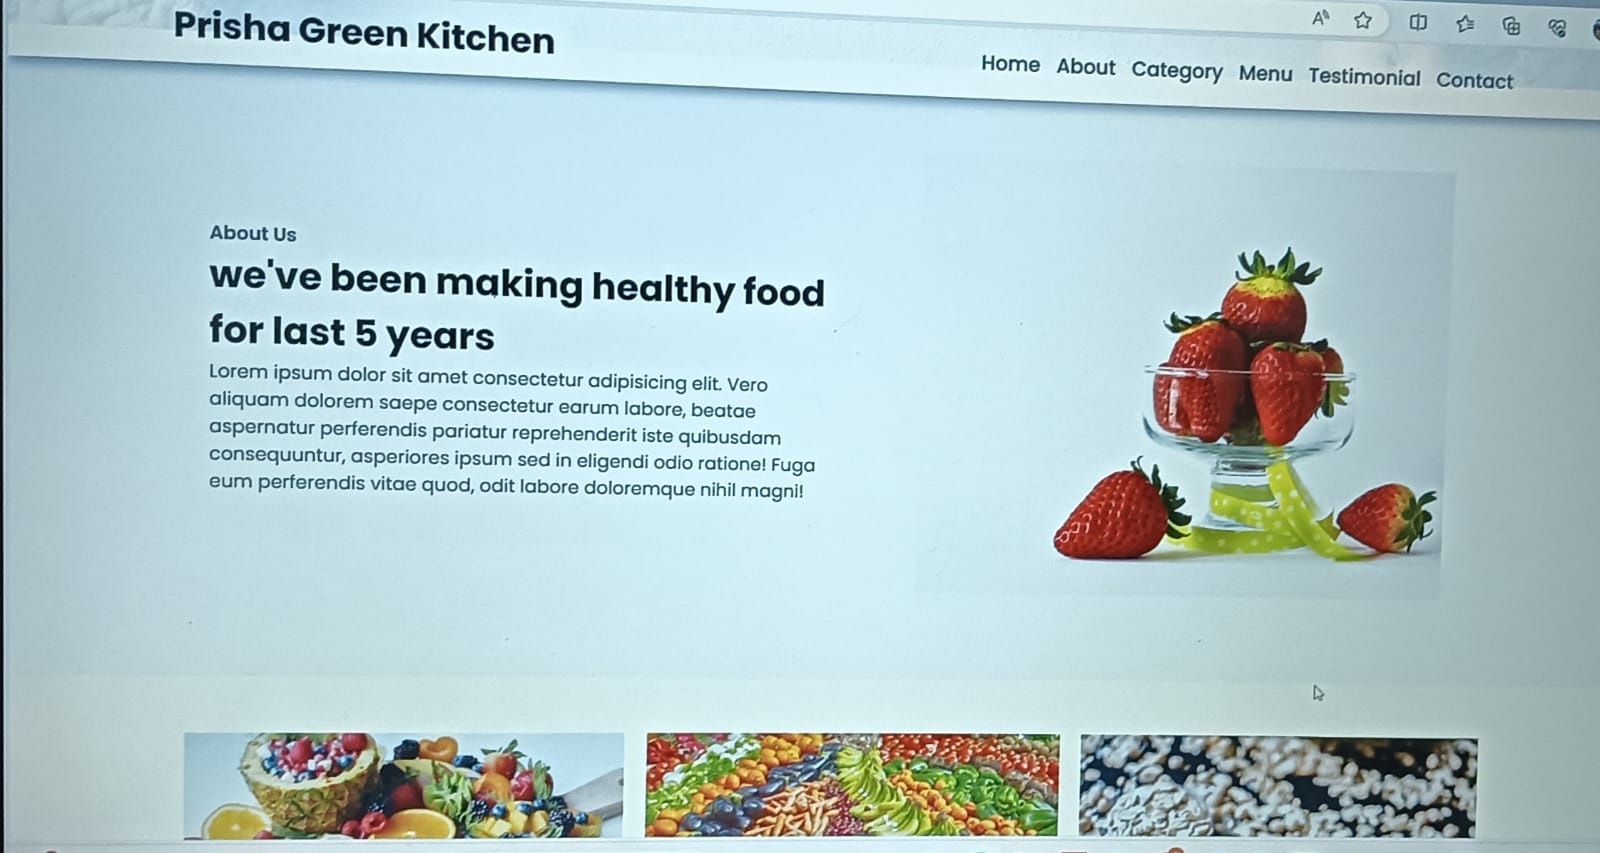 Prisha Green Kitchen
Home About Category Menu Testimonial Contact
About Us
we've been making healthy food
for last 5 years
Lorem ipsum dolor sit amet consectetur adipisicing elit. Vero
aliquam dolorem saepe consectetur earum labore, beatae
aspernatur perferendis pariatur reprehenderit iste quibusdam
consequuntur, asperiores ipsum sed in eligendi odio ratione! Fuga
eum perferendis vitae quod, odit labore doloremque nihil magni!